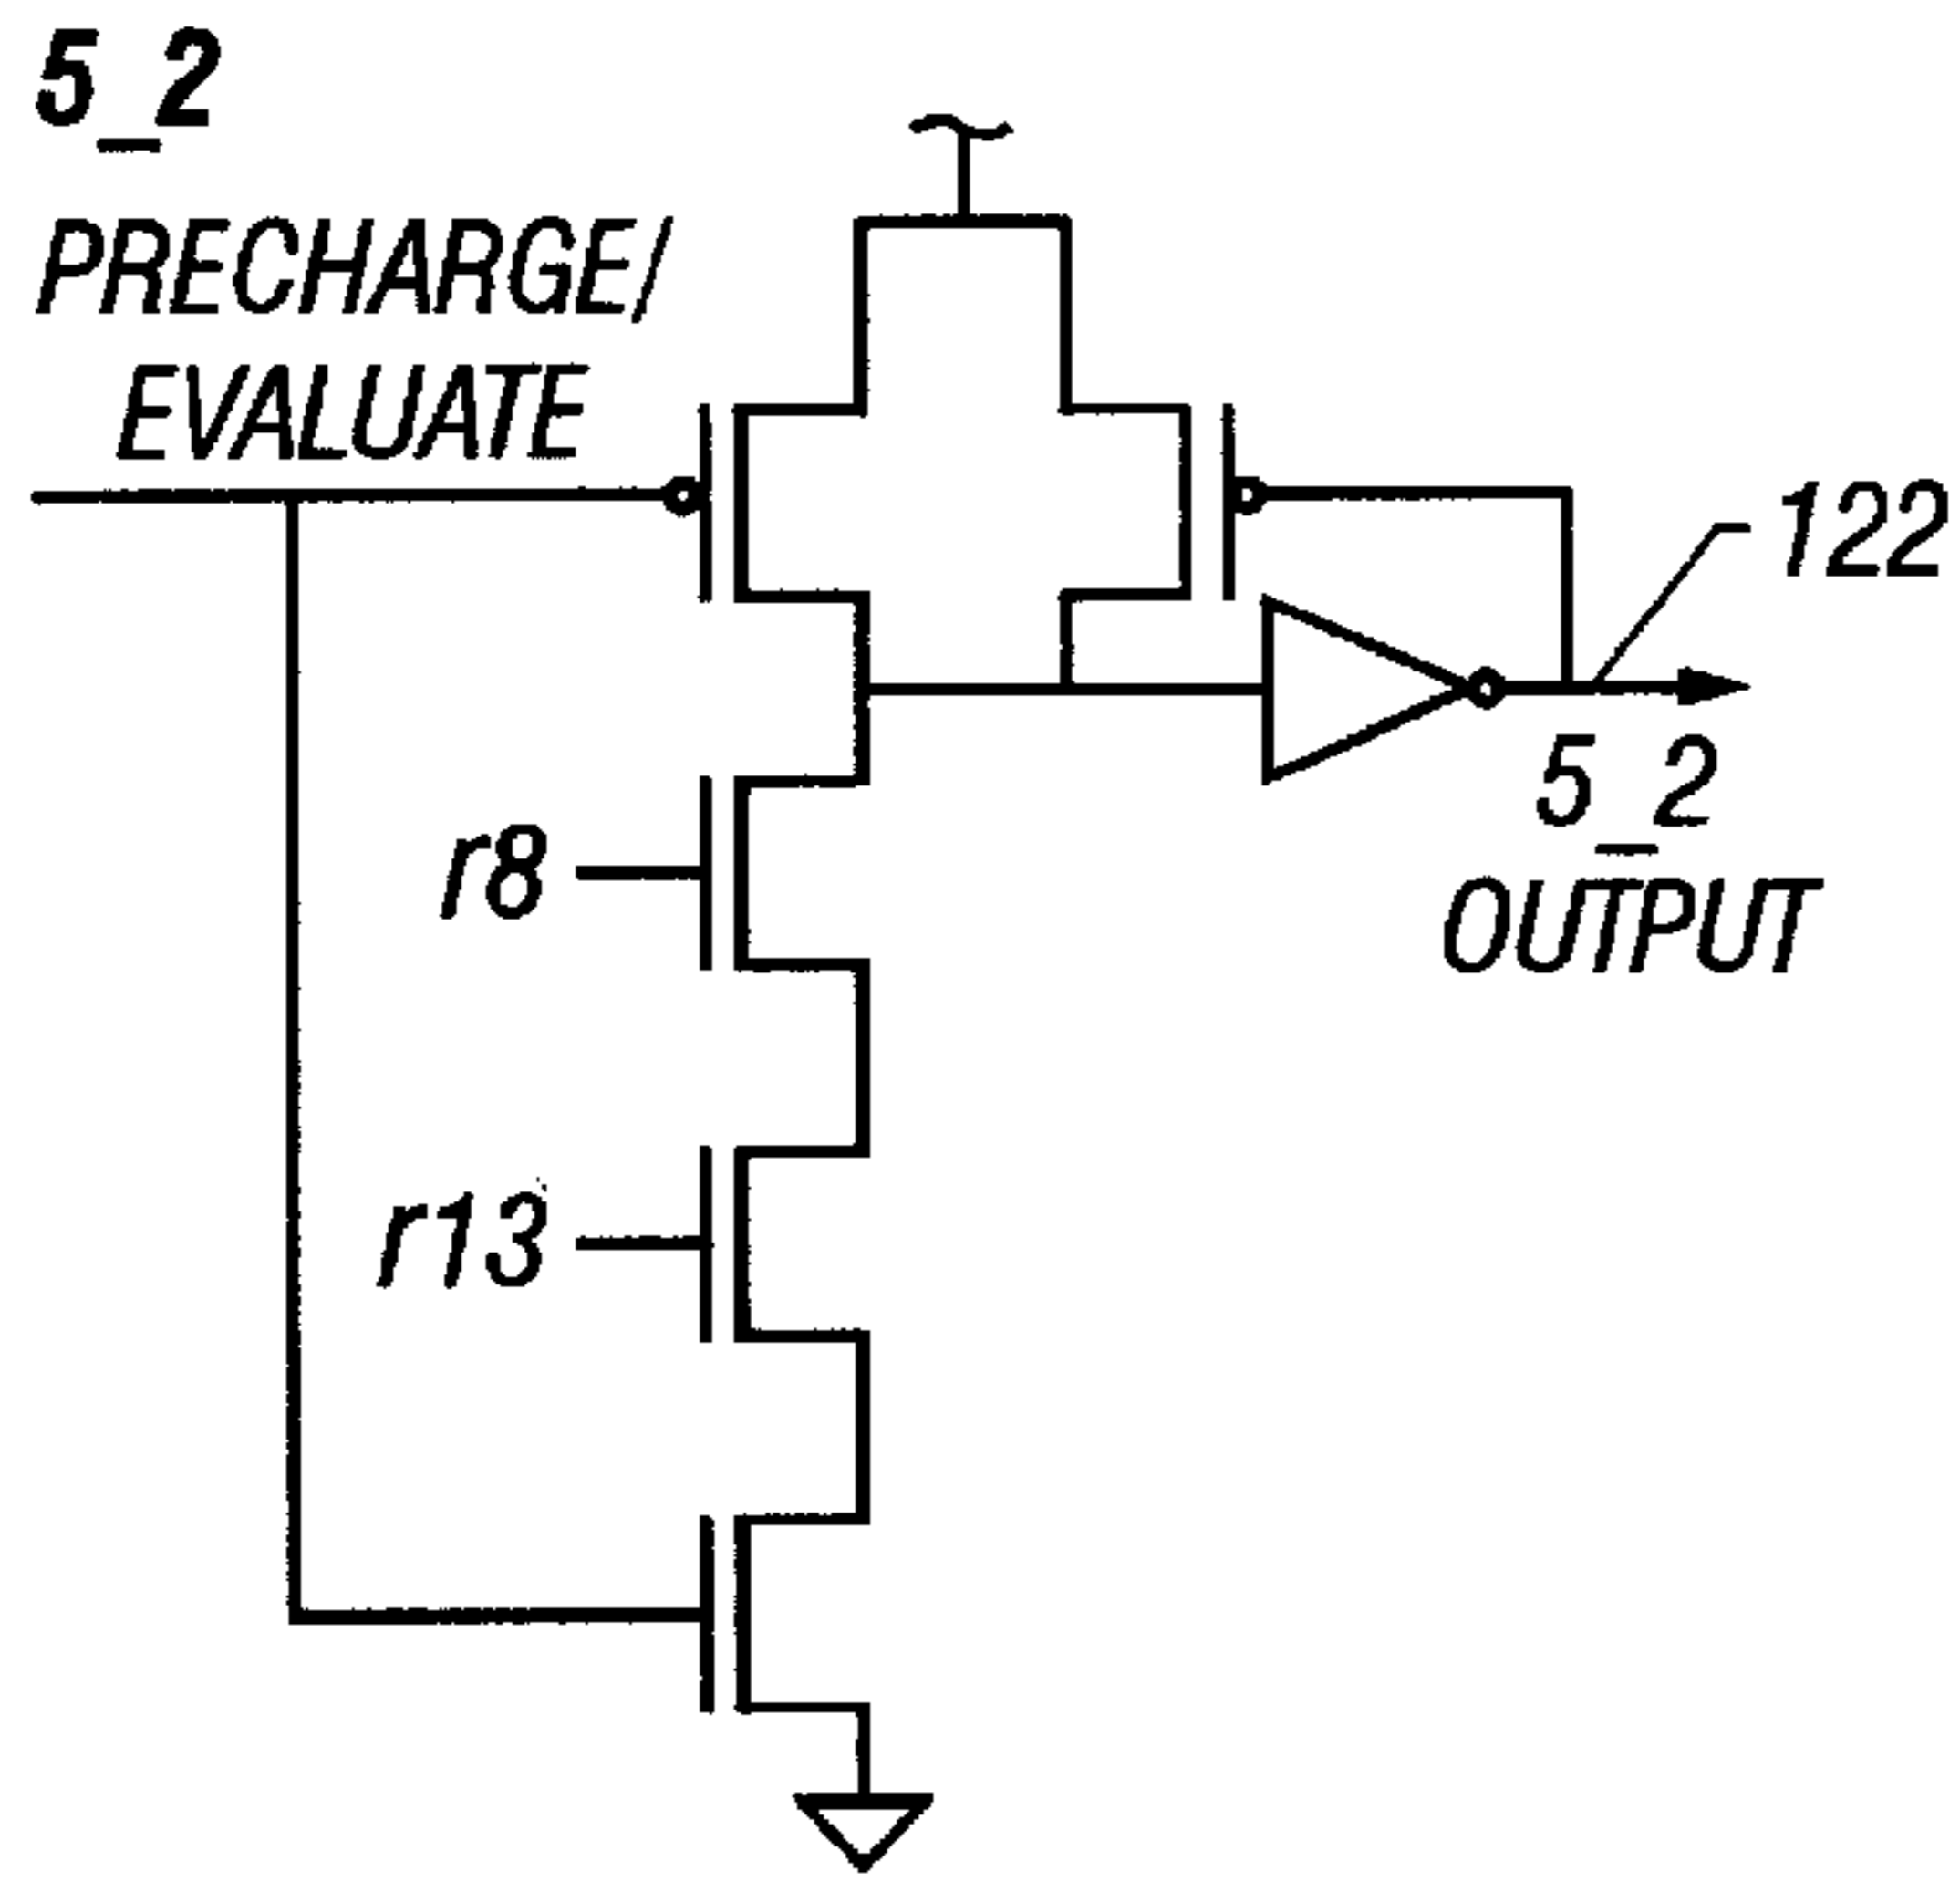 5_2
PRECHARGE/
EVALUATE
122
r8
5_2
OUTPUT
r13